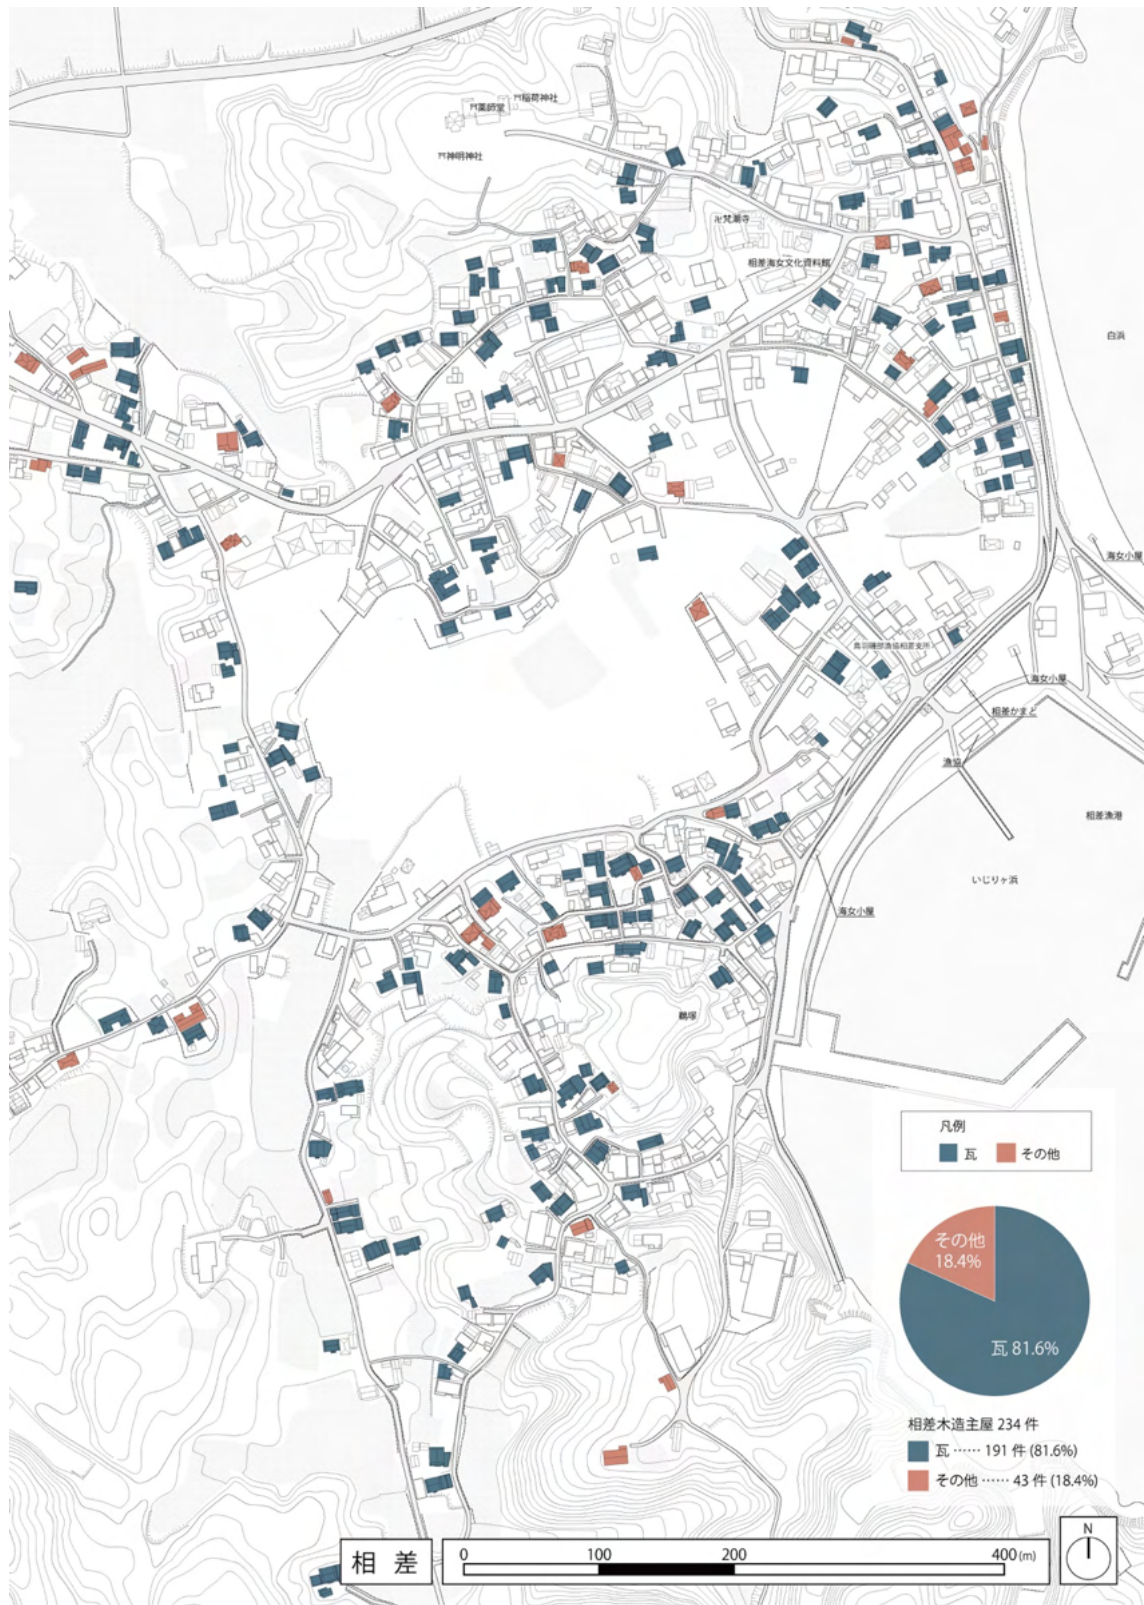 卍稲荷神社
卍薬師堂
卍神明神社
卍梵潮寺
相差海女文化資料館
白浜
海女小屋
鳥羽磯部漁協相差支所
海女小屋
相差かまど
漁協
相差漁港
いじりヶ浜
海女小屋
鵜塚
凡例
瓦 その他
その他
18.4%
瓦 81.6%
相差木造主屋 234 件
瓦 …… 191 件 (81.6%)
その他 …… 43 件 (18.4%)
相 差
0 100 200 400 (m)
N